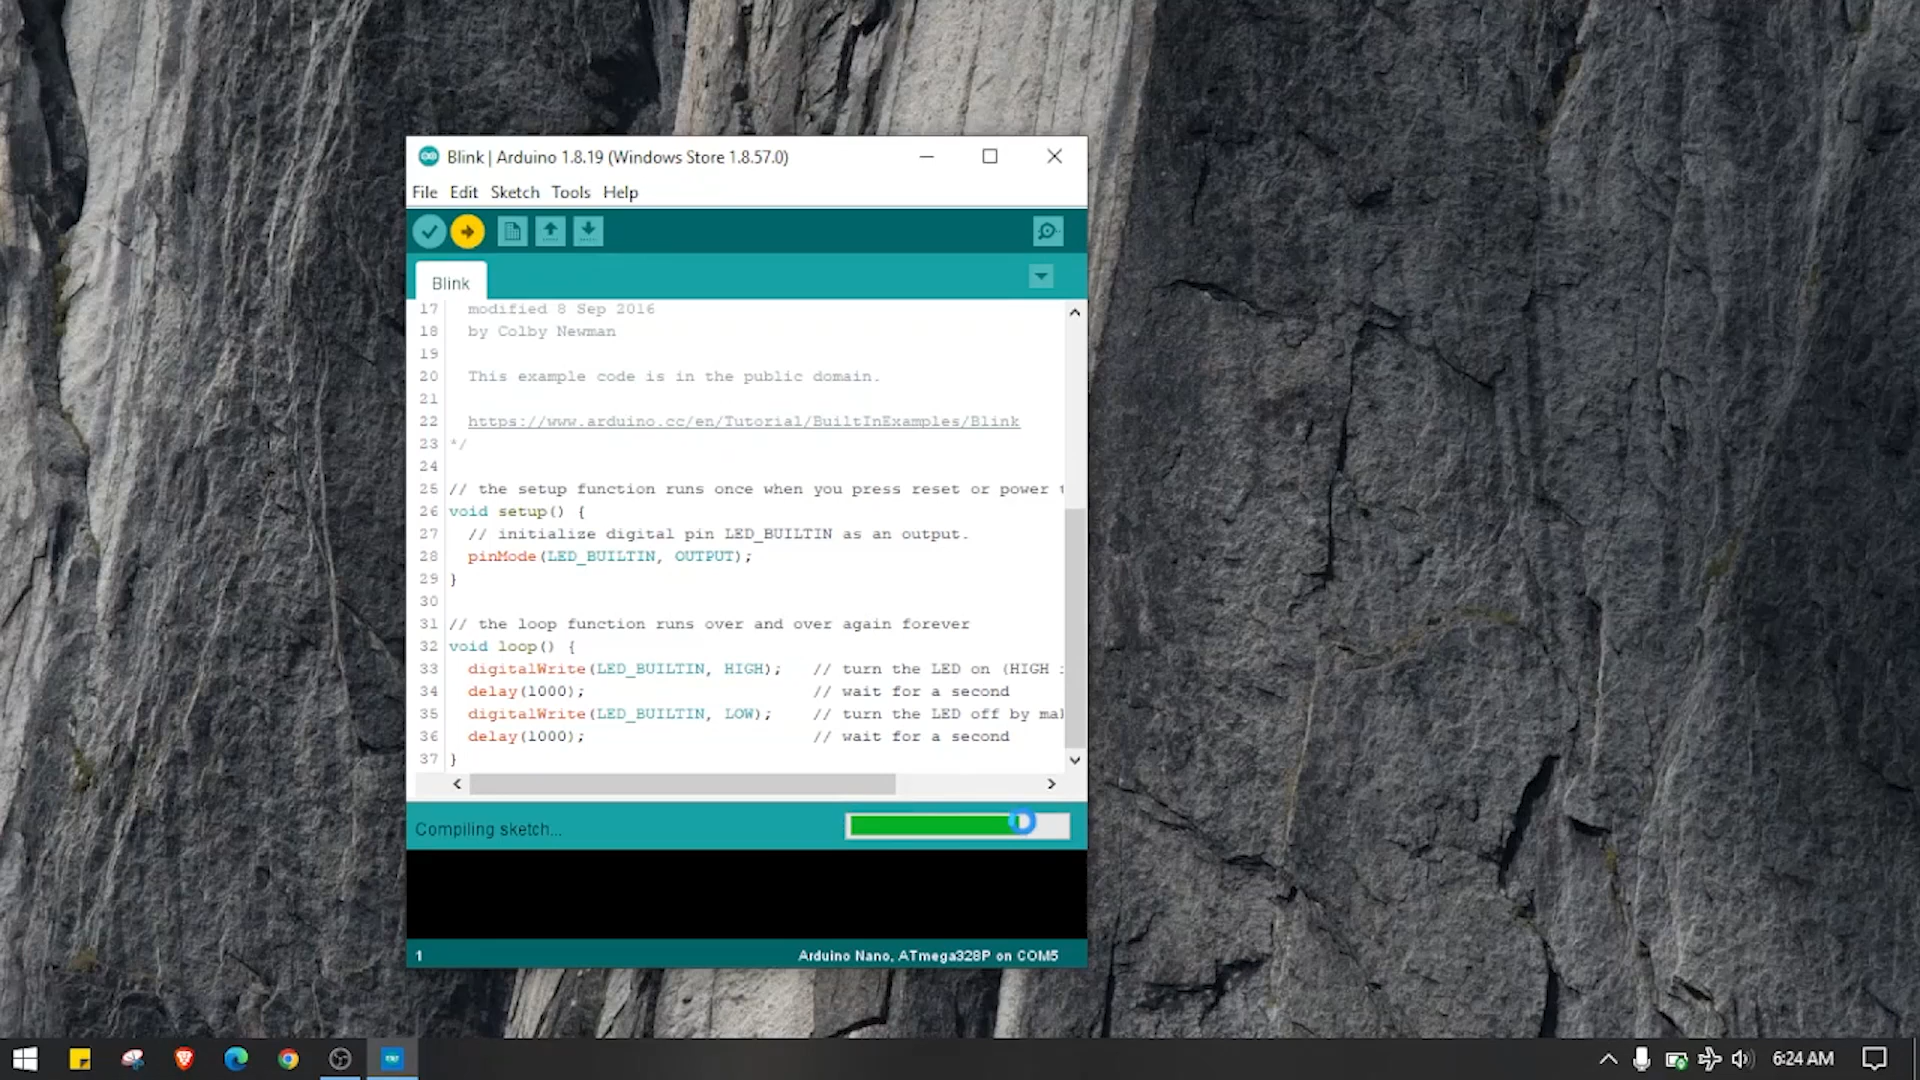 Blink | Arduino 1.8.19 (Windows Store 1.8.57.0)
File Edit Sketch Tools Help
Blink
17 modified 8 Sep 2016
18 by Colby Newman
19
20 This example code is in the public domain.
21
22 https://www.arduino.cc/en/Tutorial/BuiltInExamples/Blink
23 */
24
25 // the setup function runs once when you press reset or power
26 void setup() {
27 // initialize digital pin LED_BUILTIN as an output.
28 pinMode(LED_BUILTIN, OUTPUT);
29 }
30
31 // the loop function runs over and over again forever
32 void loop() {
33 digitalWrite(LED_BUILTIN, HIGH); // turn the LED on (HIGH
34 delay(1000); // wait for a second
35 digitalWrite(LED_BUILTIN, LOW); // turn the LED off by
36 delay(1000); // wait for a second
37 }
Compiling sketch...
1 Arduino Nano, ATmega328P on COM5
6:24 AM